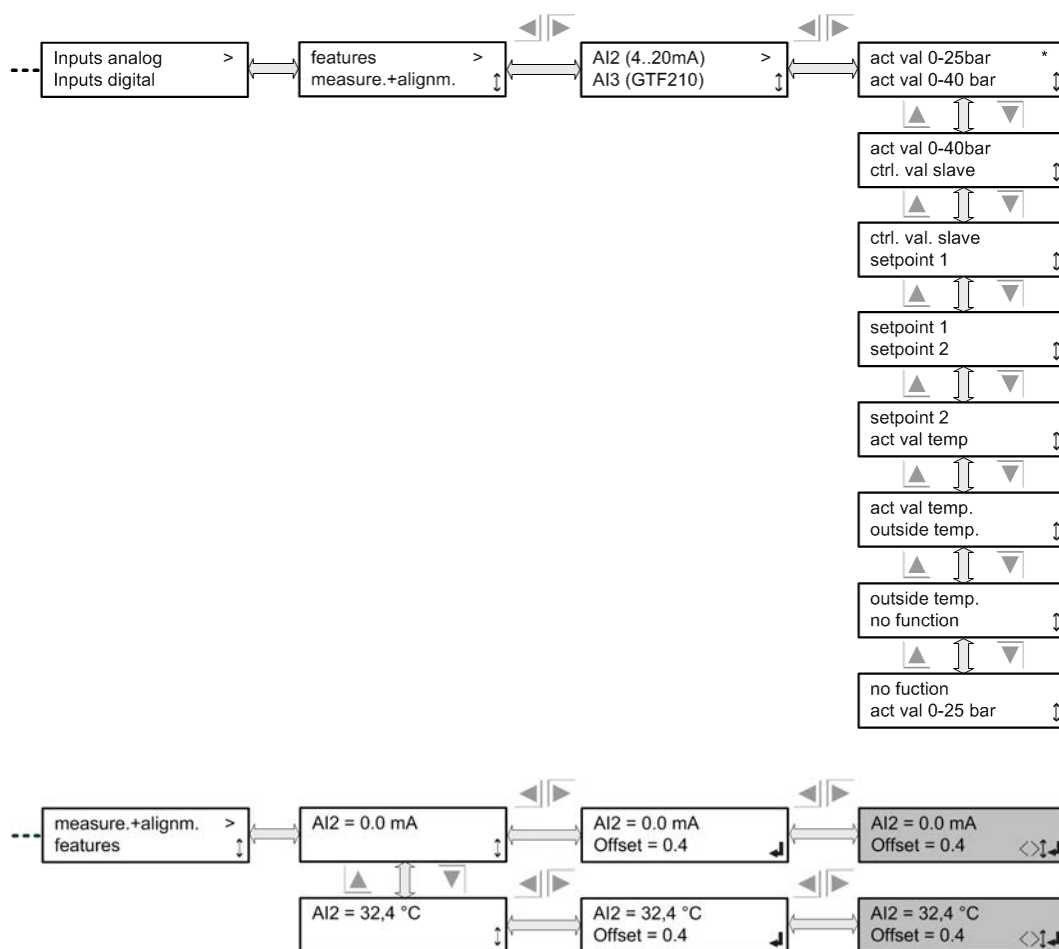 Inputs analog >
Inputs digital
features >
measure.+alignm.
AI2 (4..20mA) >
AI3 (GTF210)
act val 0-25bar *
act val 0-40 bar
act val 0-40bar
ctrl. val slave
ctrl. val. slave
setpoint 1
setpoint 1
setpoint 2
setpoint 2
act val temp
act val temp.
outside temp.
outside temp.
no function
no fuction
act val 0-25 bar
measure.+alignm. >
features
AI2 = 0.0 mA
AI2 = 0.0 mA
Offset = 0.4
AI2 = 0.0 mA
Offset = 0.4 <>
AI2 = 32,4 °C
AI2 = 32,4 °C
Offset = 0.4
AI2 = 32,4 °C
Offset = 0.4 <>